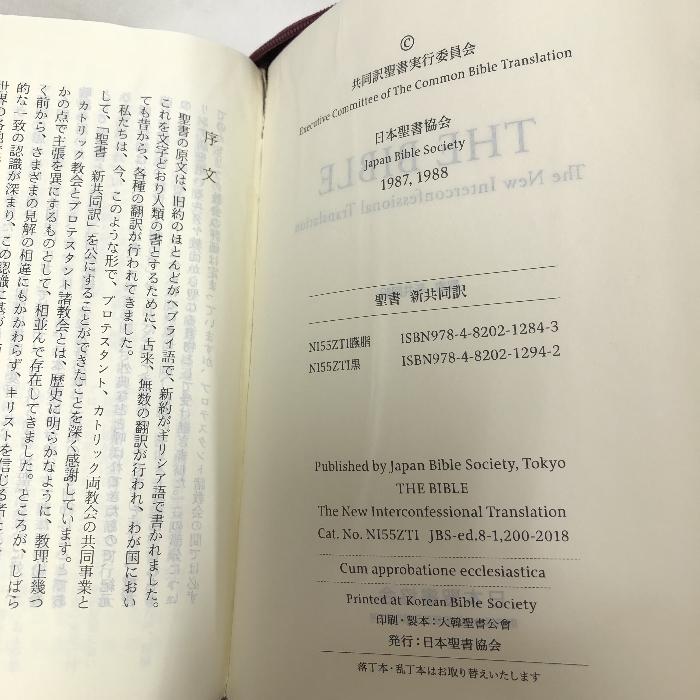 ©
共同訳聖書実行委員会
Executive Committee of The Common Bible Translation
日本聖書協会
Japan Bible Society
1987, 1988
聖書 新共同訳
NI55ZTI臙脂 ISBN978-4-8202-1284-3
NI55ZTI黒 ISBN978-4-8202-1294-2
Published by Japan Bible Society, Tokyo
THE BIBLE
The New Interconfessional Translation
Cat. No. NI55ZTI JBS-ed.8-1,200-2018
Cum approbatione ecclesiastica
Printed at Korean Bible Society
印刷・製本：大韓聖書公會
発行：日本聖書協会
落丁本・乱丁本はお取り替えいたします
序文
聖書の原文は、旧約のほとんどがヘブライ語で、新約がギリシア語で書かれました。
これを文字どおり人類の書とするために、古来、無数の翻訳が行われ、わが国におい
ても昔から、各種の翻訳が行われてきました。
私たちは、今、このような形で、プロテスタント、カトリック両教会の共同事業と
して『聖書 新共同訳』を公にすることができたことを深く感謝しています。
カトリック教会とプロテスタント諸教会とは、歴史に明らかなように、教理上幾つ
かの点で主張を異にするものとして、相並んで存在してきました。ところが、しばら
く前から、さまざまの見解の相違にもかかわらず、キリストを信じる者
的な一致の認識が深まり、この認識に基づ